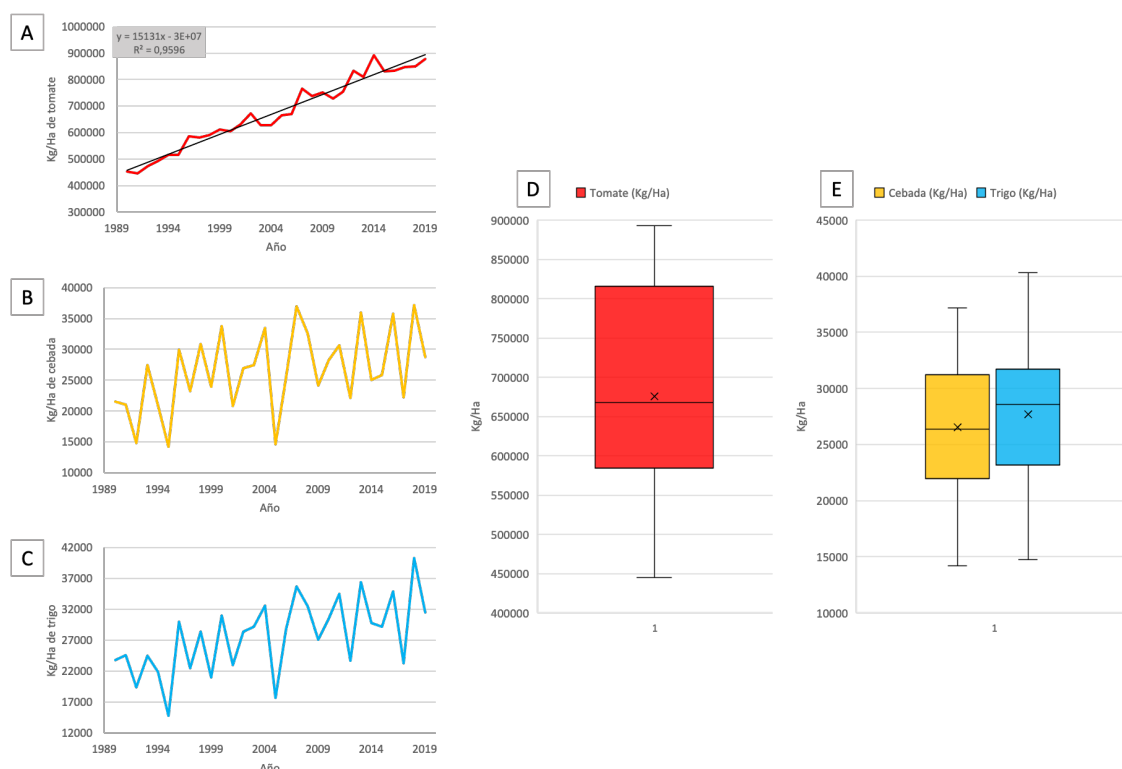 A
1000000
900000
800000
700000
600000
500000
400000
300000
Kg/Ha de tomate
y = 15131x - 3E+07
R² = 0,9596
1989 1994 1999 2004 2009 2014 2019
Año
B
40000
35000
30000
25000
20000
15000
10000
Kg/Ha de cebada
1989 1994 1999 2004 2009 2014 2019
Año
C
42000
37000
32000
27000
22000
17000
12000
Kg/Ha de trigo
1989 1994 1999 2004 2009 2014 2019
Año
D
Tomate (Kg/Ha)
900000
850000
800000
750000
700000
650000
600000
550000
500000
450000
400000
Kg/Ha
1
E
Cebada (Kg/Ha) Trigo (Kg/Ha)
45000
40000
35000
30000
25000
20000
15000
10000
Kg/Ha
1